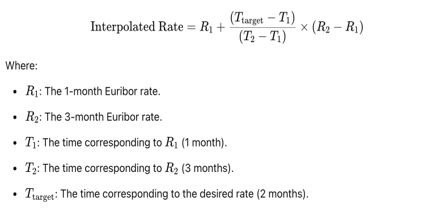 Interpolated Rate = R₁ + (T_target − T₁) / (T₂ − T₁) × (R₂ − R₁)
Where:
• R₁: The 1-month Euribor rate.
• R₂: The 3-month Euribor rate.
• T₁: The time corresponding to R₁ (1 month).
• T₂: The time corresponding to R₂ (3 months).
• T_target: The time corresponding to the desired rate (2 months).